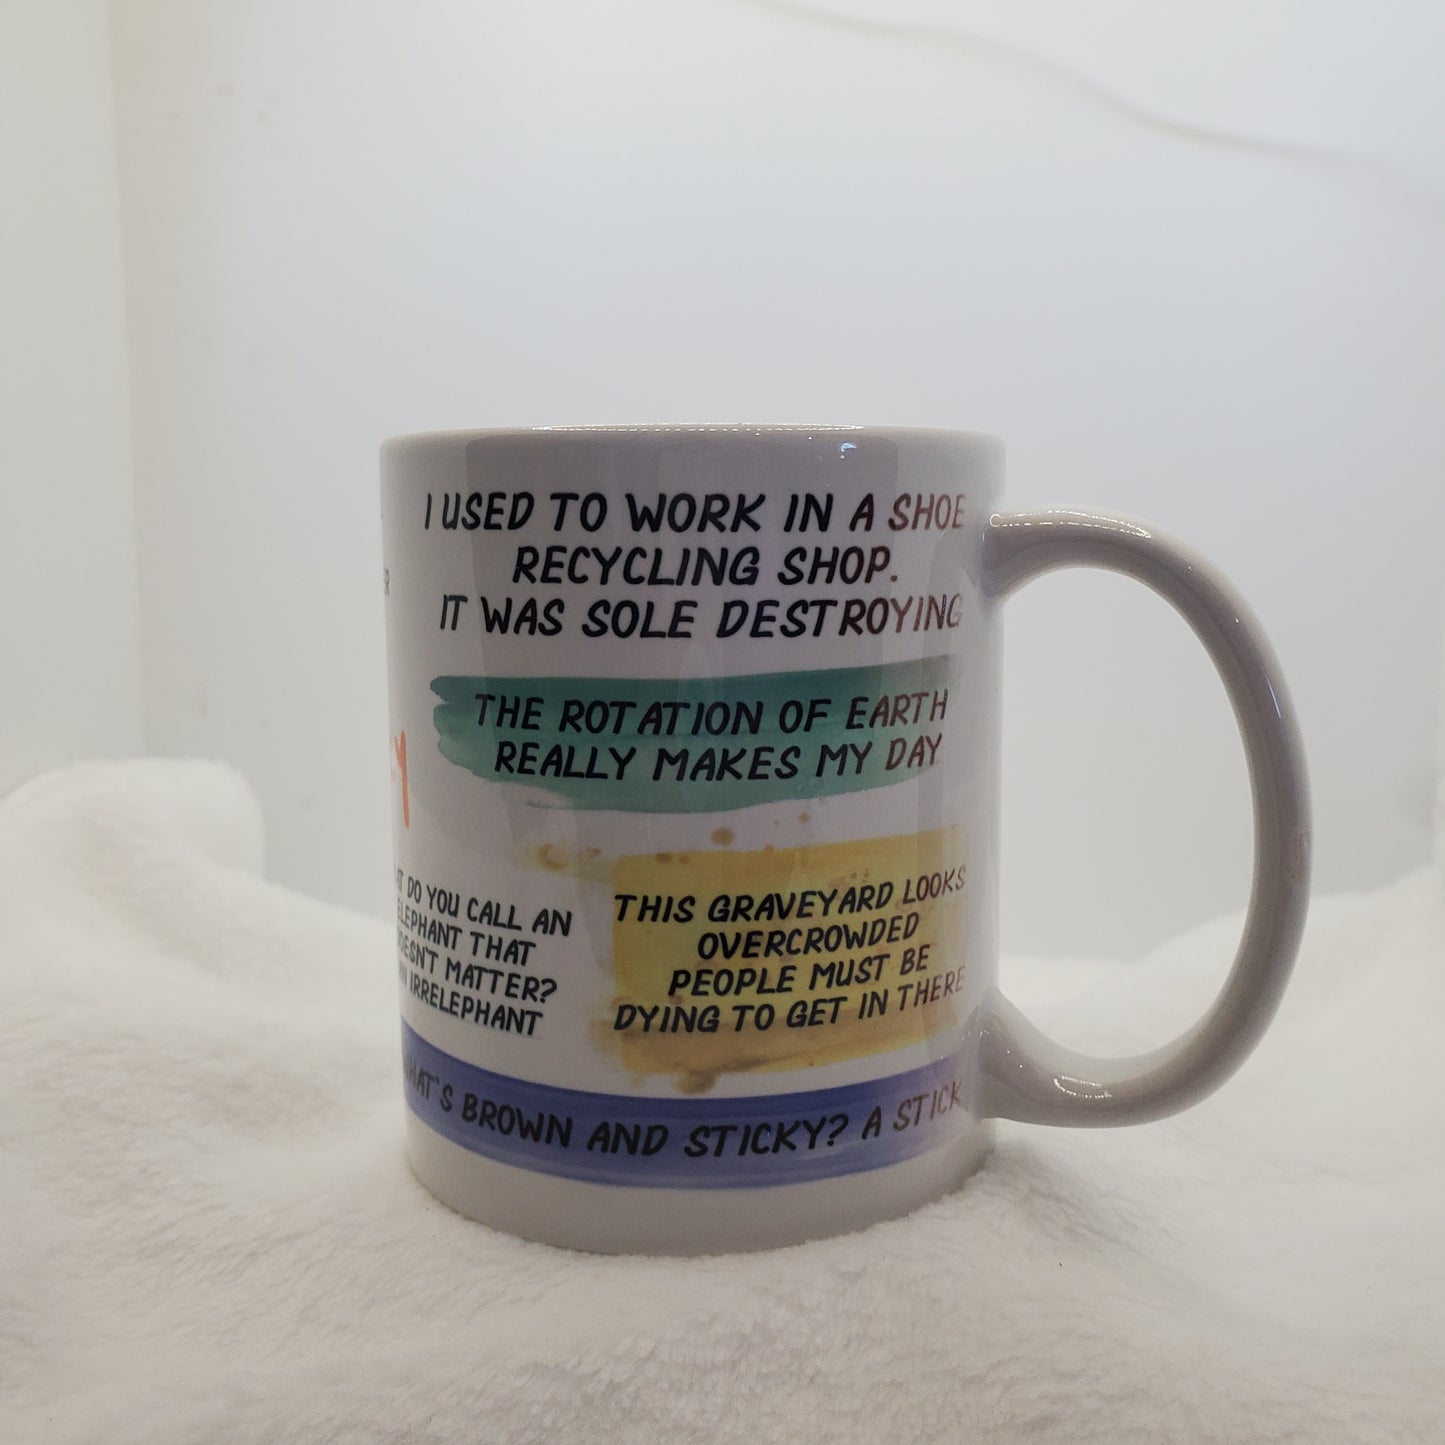 I USED TO WORK IN A SHOE
RECYCLING SHOP.
IT WAS SOLE DESTROYING
THE ROTATION OF EARTH
REALLY MAKES MY DAY
DO YOU CALL AN
ELEPHANT THAT
MATTER?
IRRELEPHANT
THIS GRAVEYARD LOOKS
OVERCROWDED
PEOPLE MUST BE
DYING TO GET IN THERE
BROWN AND STICKY? A STICK